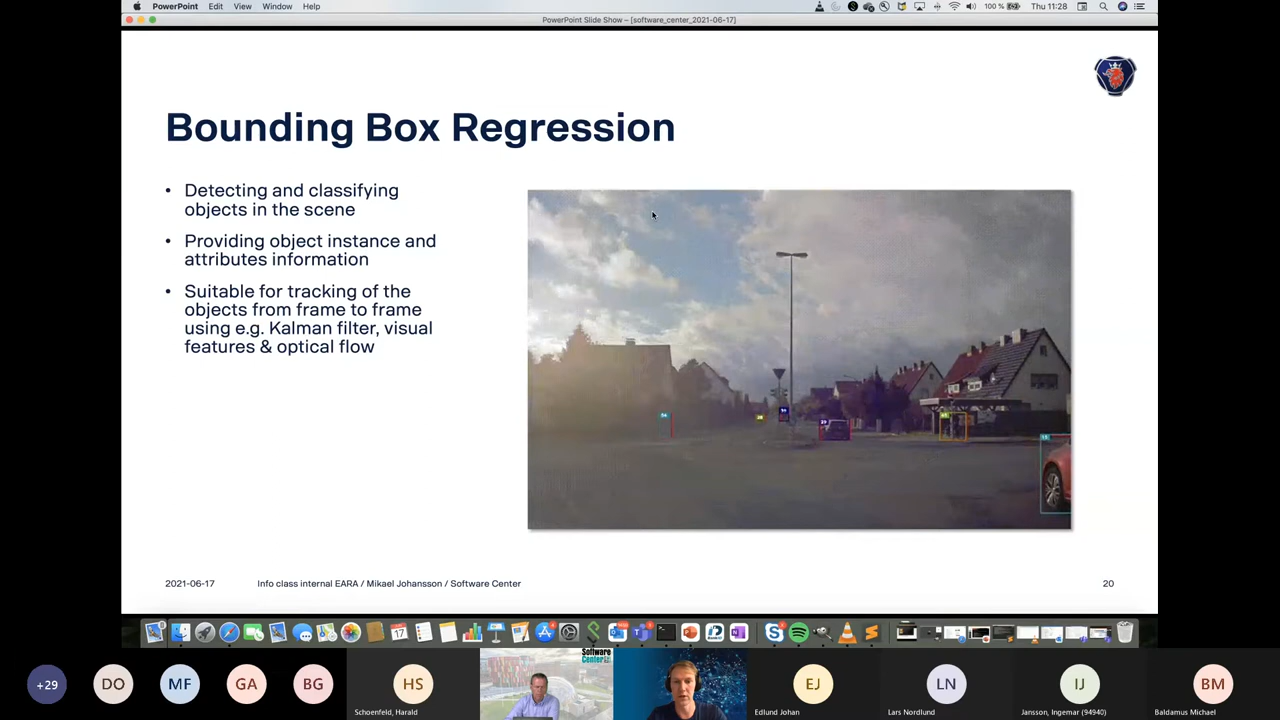 PowerPoint Edit View Window Help
100 % Thu 11:28
PowerPoint Slide Show – [software_center_2021-06-17]
Bounding Box Regression
• Detecting and classifying
objects in the scene
• Providing object instance and
attributes information
• Suitable for tracking of the
objects from frame to frame
using e.g. Kalman filter, visual
features & optical flow
2021-06-17 Info class internal EARA / Mikael Johansson / Software Center 20
17
Software
Center
+29 DO MF GA BG HS EJ LN IJ BM
Schoenfeld, Harald Edlund Johan Lars Nordlund Jansson, Ingemar (94940) Baldamus Michael